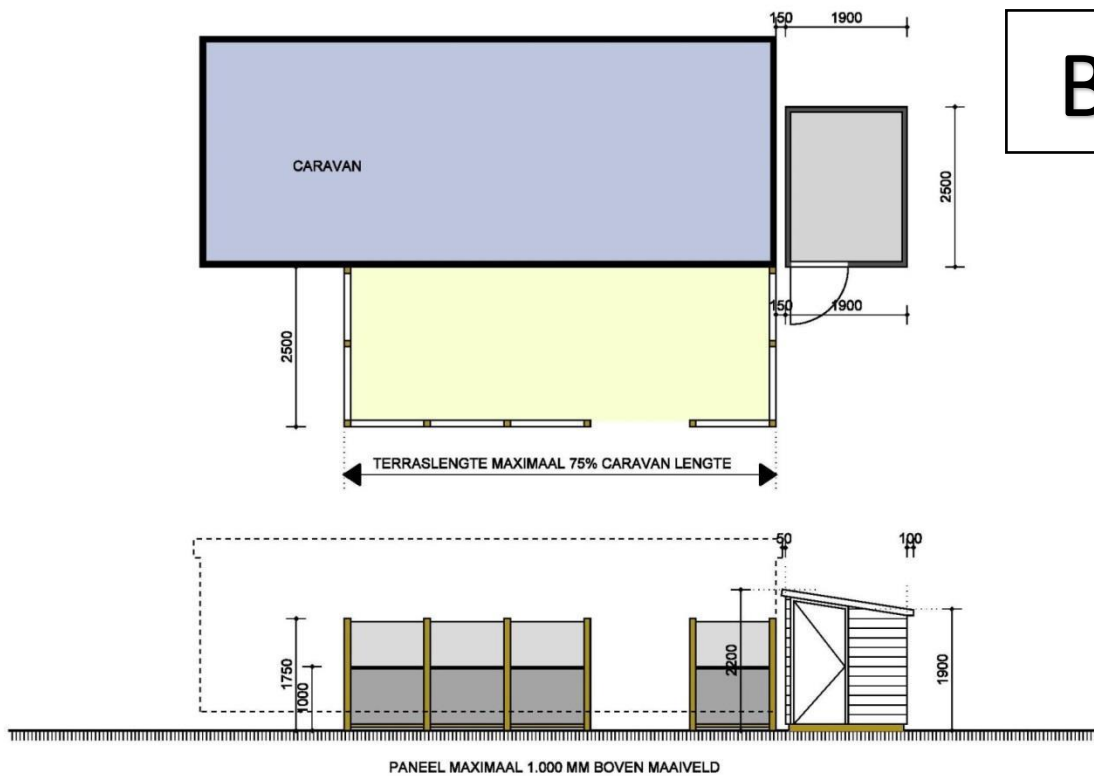 150 1900
B
CARAVAN
2500
150 1900
2500
TERRASLENGTE MAXIMAAL 75% CARAVAN LENGTE
50 100
1750
1000
2200
1900
PANEEL MAXIMAAL 1.000 MM BOVEN MAAIVELD